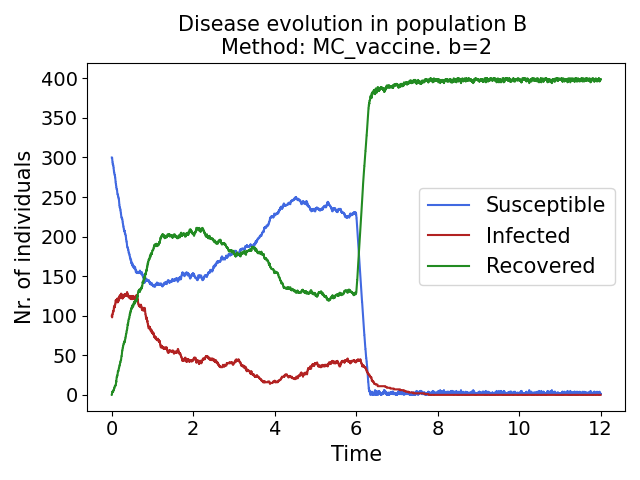 Disease evolution in population B
Method: MC_vaccine. b=2
Nr. of individuals
400
350
300
250
200
150
100
50
0
Susceptible
Infected
Recovered
0 2 4 6 8 10 12
Time